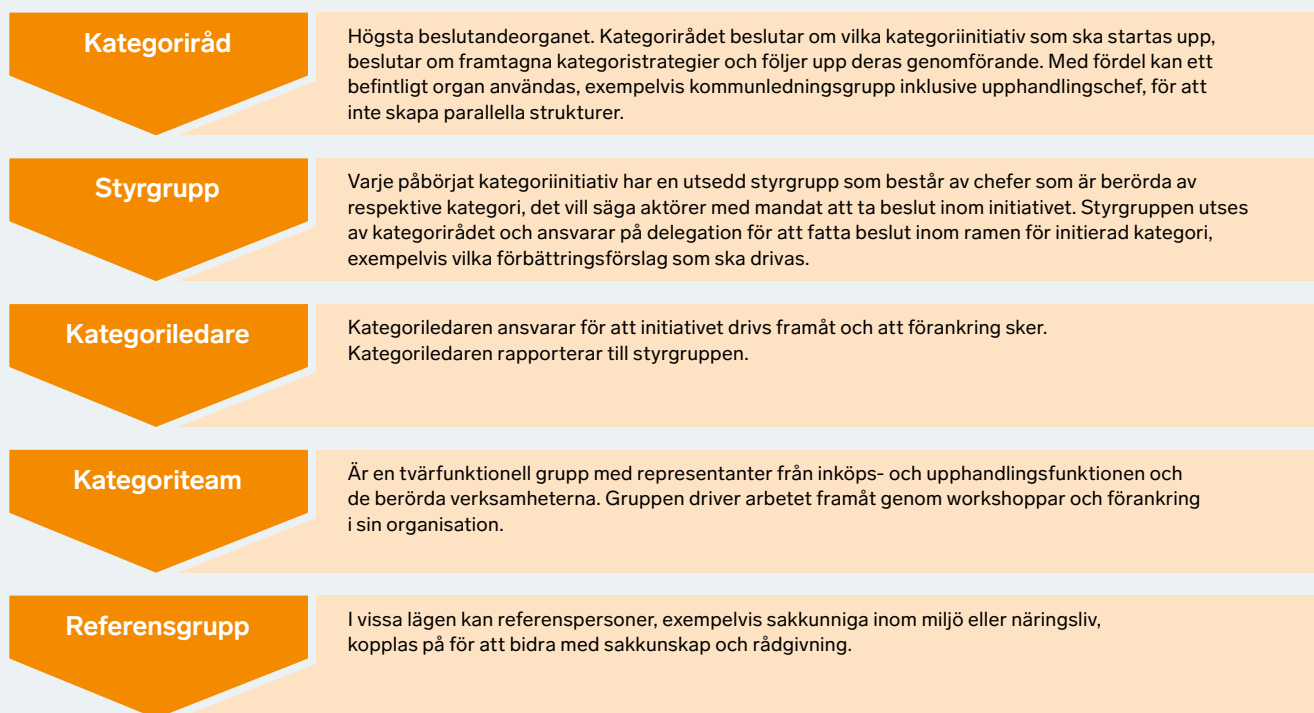 Kategoriråd
Högsta beslutandeorganet. Kategorirådet beslutar om vilka kategoriinitiativ som ska startas upp,
beslutar om framtagna kategoristrategier och följer upp deras genomförande. Med fördel kan ett
befintligt organ användas, exempelvis kommunledningsgrupp inklusive upphandlingschef, för att
inte skapa parallella strukturer.
Styrgrupp
Varje påbörjat kategoriinitiativ har en utsedd styrgrupp som består av chefer som är berörda av
respektive kategori, det vill säga aktörer med mandat att ta beslut inom initiativet. Styrgruppen utses
av kategorirådet och ansvarar på delegation för att fatta beslut inom ramen för initierad kategori,
exempelvis vilka förbättringsförslag som ska drivas.
Kategoriledare
Kategoriledaren ansvarar för att initiativet drivs framåt och att förankring sker.
Kategoriledaren rapporterar till styrgruppen.
Kategoriteam
Är en tvärfunktionell grupp med representanter från inköps- och upphandlingsfunktionen och
de berörda verksamheterna. Gruppen driver arbetet framåt genom workshoppar och förankring
i sin organisation.
Referensgrupp
I vissa lägen kan referenspersoner, exempelvis sakkunniga inom miljö eller näringsliv,
kopplas på för att bidra med sakkunskap och rådgivning.